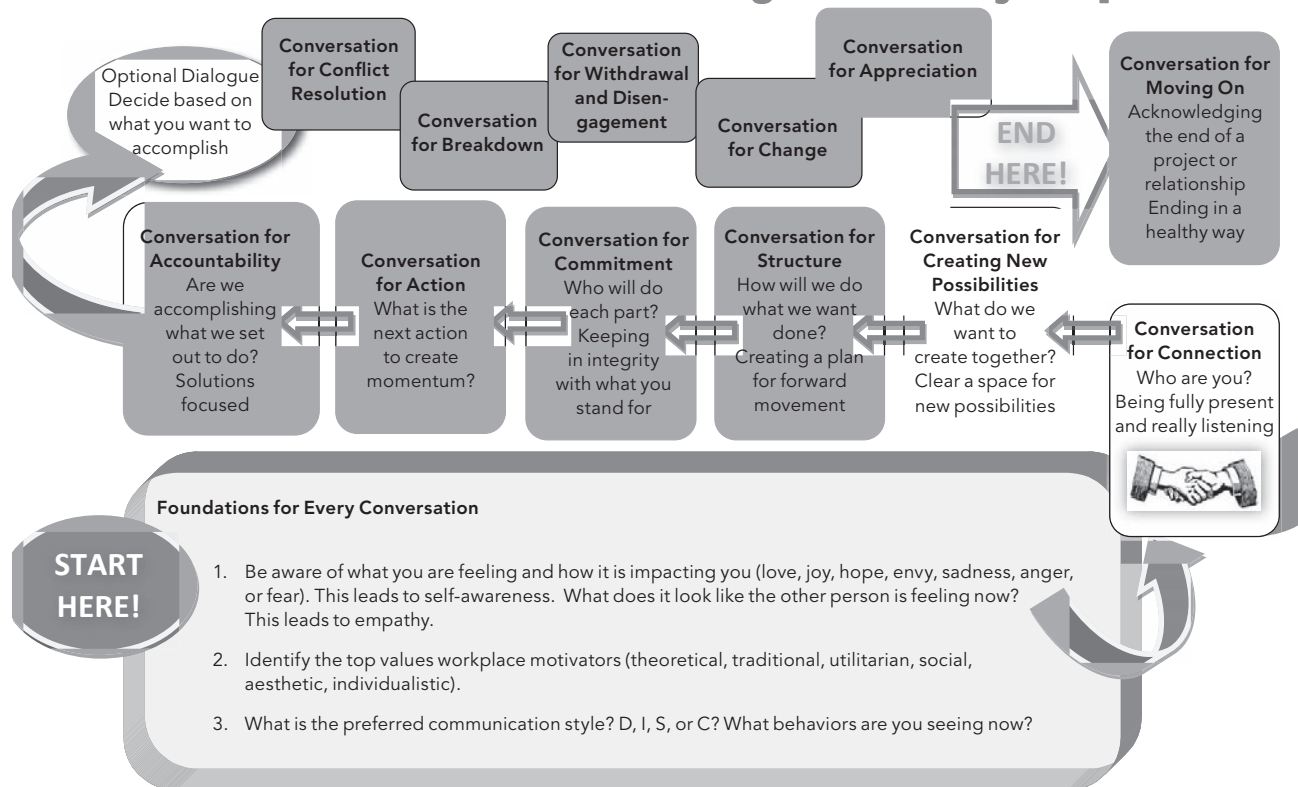 Optional Dialogue
Decide based on
what you want to
accomplish
Conversation
for Conflict
Resolution
Conversation
for Breakdown
Conversation
for Withdrawal
and Disen-
gagement
Conversation
for Change
Conversation
for Appreciation
END
HERE!
Conversation for
Moving On
Acknowledging
the end of a
project or
relationship
Ending in a
healthy way
Conversation for
Accountability
Are we
accomplishing
what we set
out to do?
Solutions
focused
Conversation
for Action
What is the
next action
to create
momentum?
Conversation for
Commitment
Who will do
each part?
Keeping
in integrity
with what you
stand for
Conversation for
Structure
How will we do
what we want
done?
Creating a plan
for forward
movement
Conversation for
Creating New
Possibilities
What do we
want to
create together?
Clear a space for
new possibilities
Conversation
for Connection
Who are you?
Being fully present
and really listening
START
HERE!
Foundations for Every Conversation
1. Be aware of what you are feeling and how it is impacting you (love, joy, hope, envy, sadness, anger,
or fear). This leads to self-awareness. What does it look like the other person is feeling now?
This leads to empathy.
2. Identify the top values workplace motivators (theoretical, traditional, utilitarian, social,
aesthetic, individualistic).
3. What is the preferred communication style? D, I, S, or C? What behaviors are you seeing now?